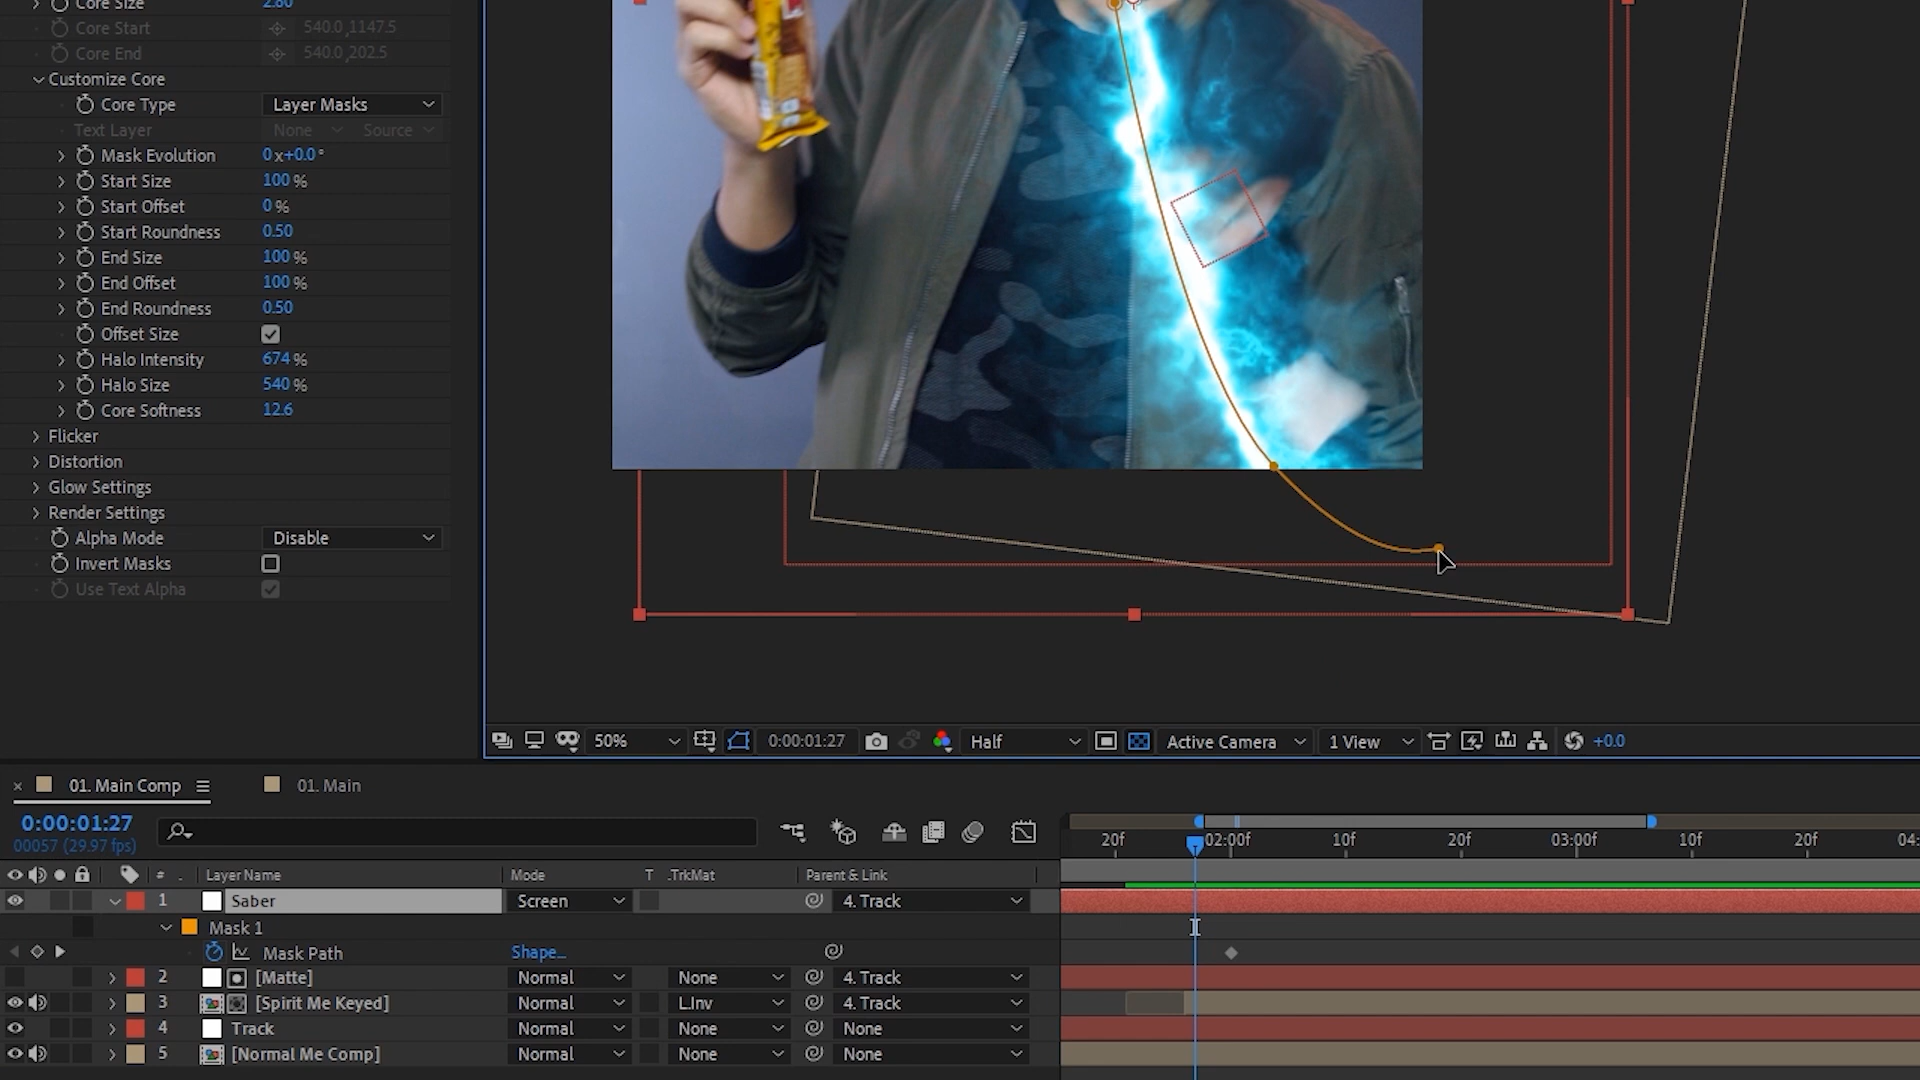 Core Size 2.80
Core Start 540.0,1147.5
Core End 540.0,202.5
Customize Core
Core Type Layer Masks
Text Layer None Source
Mask Evolution 0x+0.0°
Start Size 100 %
Start Offset 0 %
Start Roundness 0.50
End Size 100 %
End Offset 100 %
End Roundness 0.50
Offset Size
Halo Intensity 674 %
Halo Size 540 %
Core Softness 12.6
Flicker
Distortion
Glow Settings
Render Settings
Alpha Mode Disable
Invert Masks
Use Text Alpha
50% 0:00:01:27 Half Active Camera 1 View +0.0
× 01. Main Comp 01. Main
0:00:01:27
00057 (29.97 fps)
20f 02:00f 10f 20f 03:00f 10f 20f 04:
# . Layer Name Mode T .TrkMat Parent & Link
1 Saber Screen 4. Track
Mask 1
Mask Path Shape...
2 [Matte] Normal None 4. Track
3 [Spirit Me Keyed] Normal L.Inv 4. Track
4 Track Normal None None
5 [Normal Me Comp] Normal None None